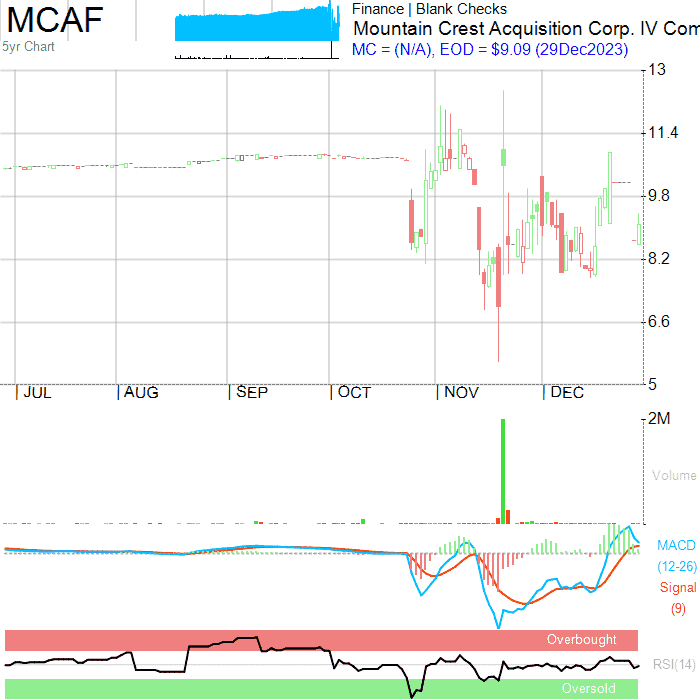 MCAF
5yr Chart
Finance | Blank Checks
Mountain Crest Acquisition Corp. IV Com
MC = (N/A), EOD = $9.09 (29Dec2023)
13
11.4
9.8
8.2
6.6
5
| JUL | AUG | SEP | OCT | NOV | DEC
2M
Volume
MACD
(12-26)
Signal
(9)
Overbought
RSI(14)
Oversold